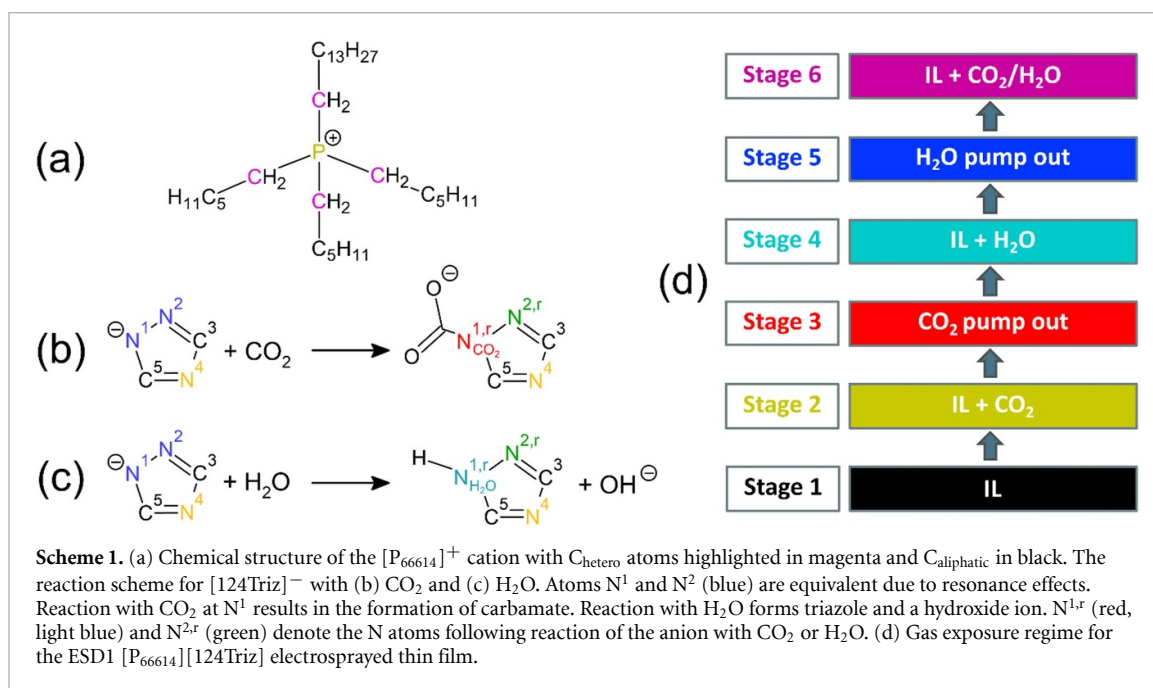 (a)
C13H27
CH2
P⊕
H11C5 CH2 CH2 C5H11
CH2
C5H11
(b)
⊖ N1 N2 C3 N4 C5 + CO2 → O⊖ O N1,r CO2 N2,r C3 N4 C5
(c)
⊖ N1 N2 C3 N4 C5 + H2O → H N1,r H2O N2,r C3 N4 C5 + OH⊖
(d)
Stage 6 IL + CO2/H2O
Stage 5 H2O pump out
Stage 4 IL + H2O
Stage 3 CO2 pump out
Stage 2 IL + CO2
Stage 1 IL
Scheme 1. (a) Chemical structure of the [P66614]+ cation with Chetero atoms highlighted in magenta and Caliphatic in black. The
reaction scheme for [124Triz]− with (b) CO2 and (c) H2O. Atoms N1 and N2 (blue) are equivalent due to resonance effects.
Reaction with CO2 at N1 results in the formation of carbamate. Reaction with H2O forms triazole and a hydroxide ion. N1,r (red,
light blue) and N2,r (green) denote the N atoms following reaction of the anion with CO2 or H2O. (d) Gas exposure regime for
the ESD1 [P66614][124Triz] electrosprayed thin film.